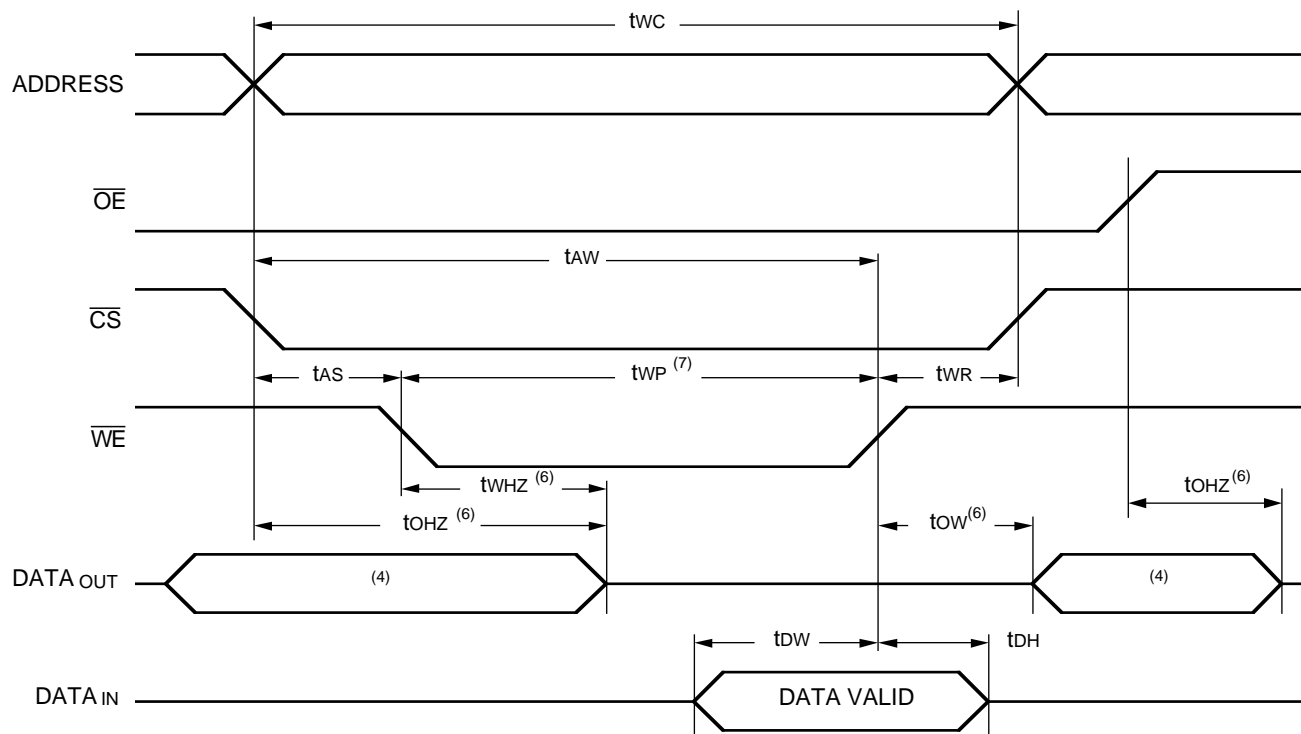 tWC
ADDRESS
OE
tAW
CS
tAS
tWP (7)
tWR
WE
tWHZ (6)
tOHZ (6)
tOHZ (6)
tOW (6)
DATA OUT
(4)
(4)
tDW
tDH
DATA IN
DATA VALID